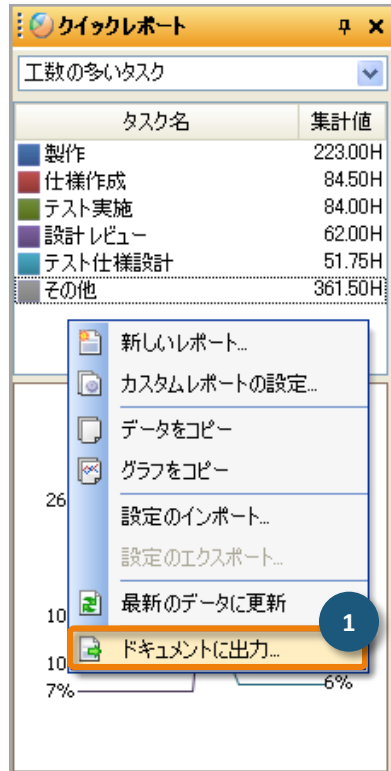 クイックレポート
工数の多いタスク
タスク名 集計値
製作 223.00H
仕様作成 84.50H
テスト実施 84.00H
設計レビュー 62.00H
テスト仕様設計 51.75H
その他 361.50H
新しいレポート...
カスタムレポートの設定...
データをコピー
グラフをコピー
26
設定のインポート...
設定のエクスポート...
10
最新のデータに更新
1
10
ドキュメントに出力...
7%
6%